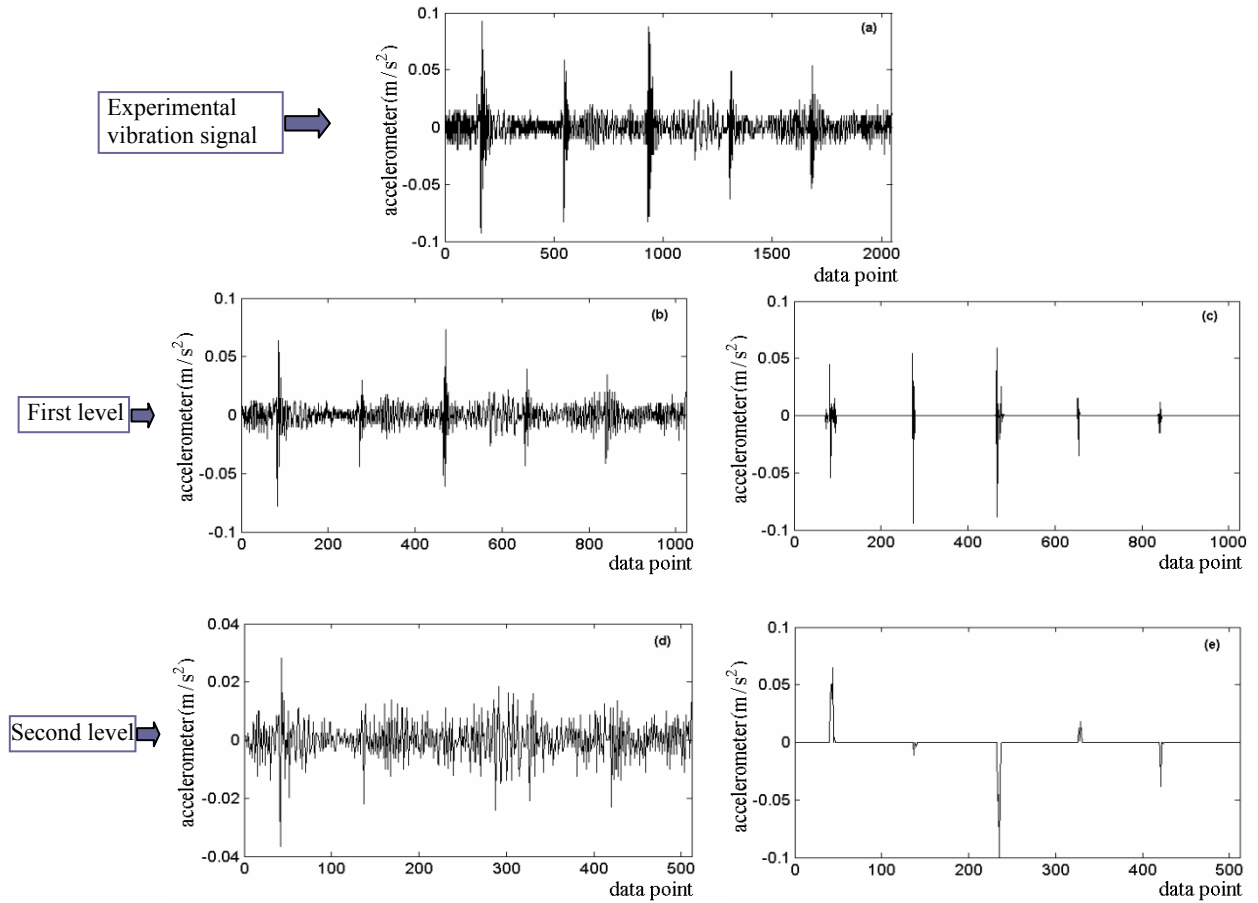 Experimental
vibration signal
accelerometer(m/s²)
0.1
0.05
0
-0.05
-0.1
(a)
0 500 1000 1500 2000
data point
First level
accelerometer(m/s²)
0.1
0.05
0
-0.05
-0.1
(b)
0 200 400 600 800 1000
data point
accelerometer(m/s²)
0.1
0.05
0
-0.05
-0.1
(c)
0 200 400 600 800 1000
data point
Second level
accelerometer(m/s²)
0.04
0.02
0
-0.02
-0.04
(d)
0 100 200 300 400 500
data point
accelerometer(m/s²)
0.1
0.05
0
-0.05
-0.1
(e)
0 100 200 300 400 500
data point